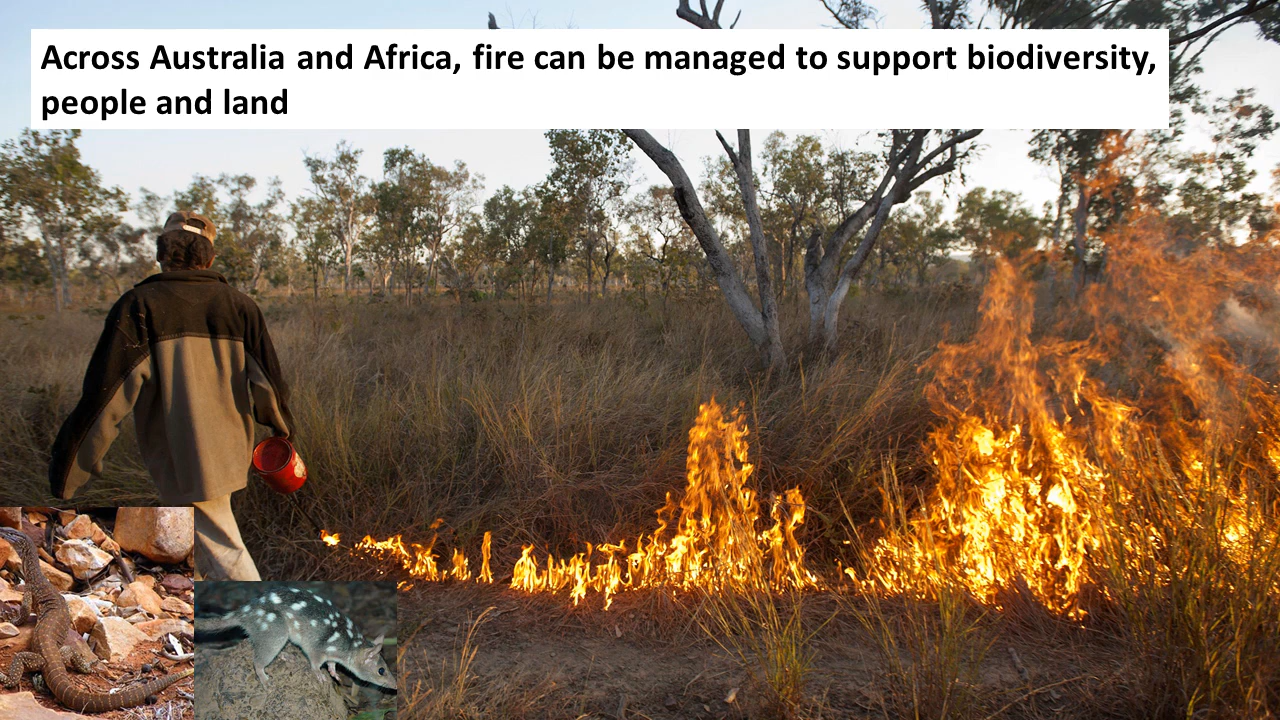 Across Australia and Africa, fire can be managed to support biodiversity,
people and land